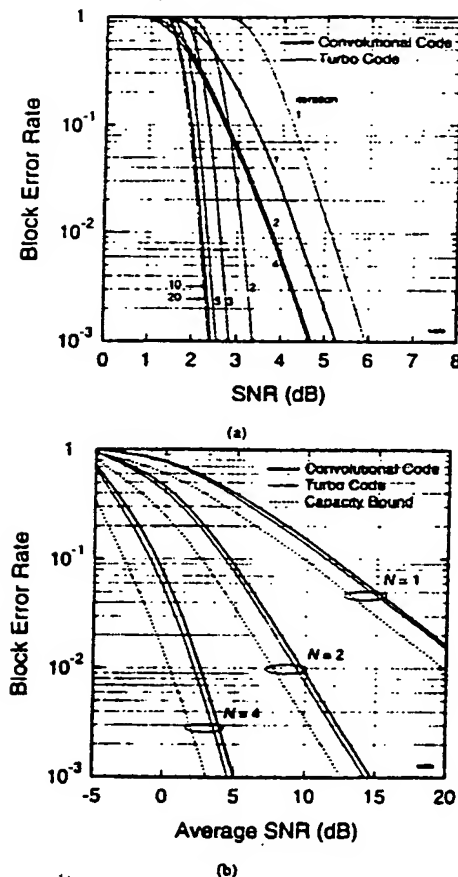 1
10⁻¹
10⁻²
10⁻³
Block Error Rate
Convolutional Code
Turbo Code
iteration
1
1
2
4
10
20
5
3
2
0 1 2 3 4 5 6 7 8
SNR (dB)
(a)
1
10⁻¹
10⁻²
10⁻³
Block Error Rate
Convolutional Code
Turbo Code
Capacity Bound
N = 1
N = 2
N = 4
-5 0 5 10 15 20
Average SNR (dB)
(b)